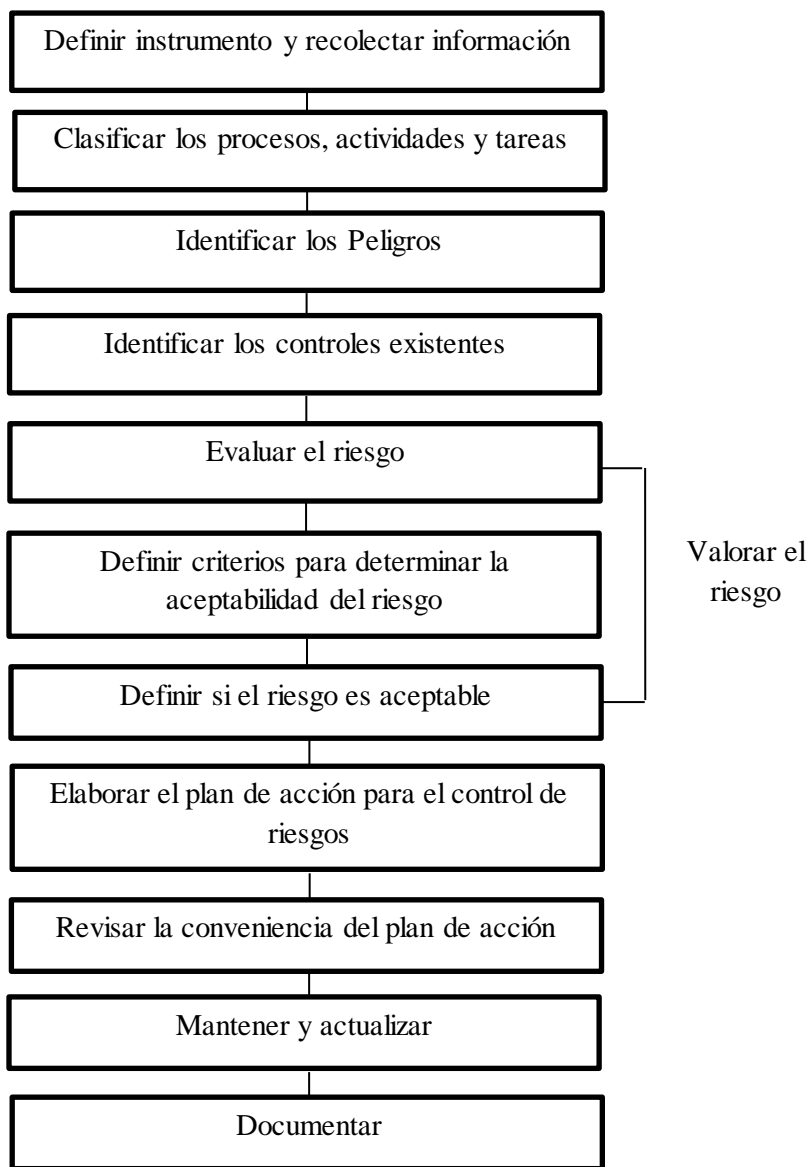 Definir instrumento y recolectar información
Clasificar los procesos, actividades y tareas
Identificar los Peligros
Identificar los controles existentes
Evaluar el riesgo
Definir criterios para determinar la
aceptabilidad del riesgo
Definir si el riesgo es aceptable
Valorar el
riesgo
Elaborar el plan de acción para el control de
riesgos
Revisar la conveniencia del plan de acción
Mantener y actualizar
Documentar